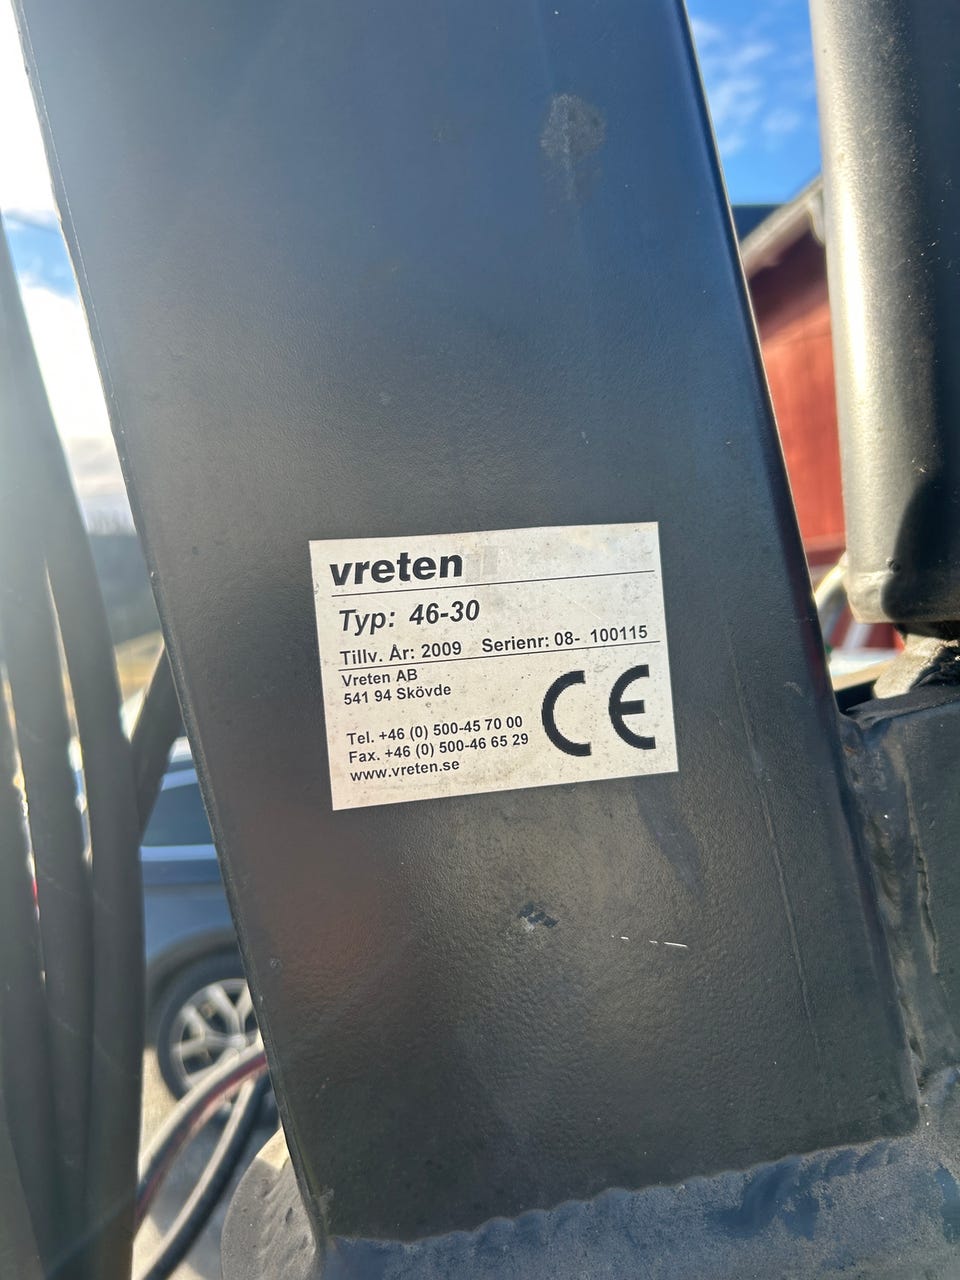 vreten
Typ: 46-30
Tillv. År: 2009 Serienr: 08- 100115
Vreten AB
541 94 Skövde
Tel. +46 (0) 500-45 70 00
Fax. +46 (0) 500-46 65 29
www.vreten.se
CE